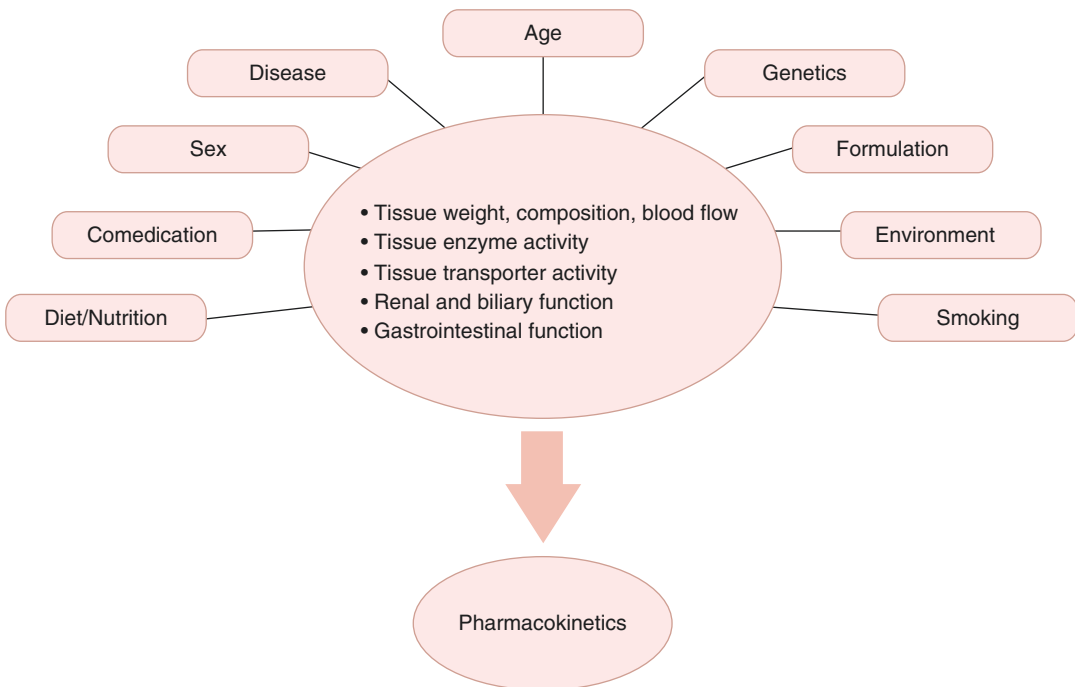 Age
Disease
Genetics
Sex
Formulation
Comedication
Environment
Diet/Nutrition
Smoking
• Tissue weight, composition, blood flow
• Tissue enzyme activity
• Tissue transporter activity
• Renal and biliary function
• Gastrointestinal function
Pharmacokinetics